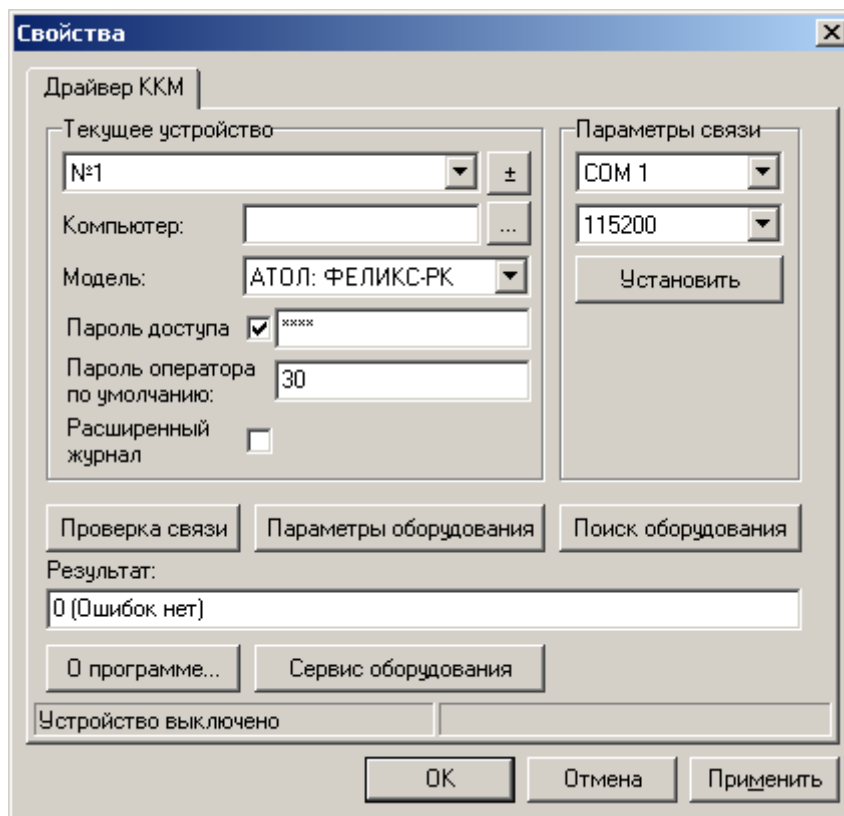 Свойства
Драйвер ККМ
Текущее устройство
Параметры связи
№1
±
COM 1
Компьютер:
...
115200
Модель:
АТОЛ: ФЕЛИКС-РК
Установить
Пароль доступа
****
Пароль оператора
по умолчанию:
30
Расширенный
журнал
Проверка связи
Параметры оборудования
Поиск оборудования
Результат:
0 (Ошибок нет)
О программе...
Сервис оборудования
Устройство выключено
OK
Отмена
Применить